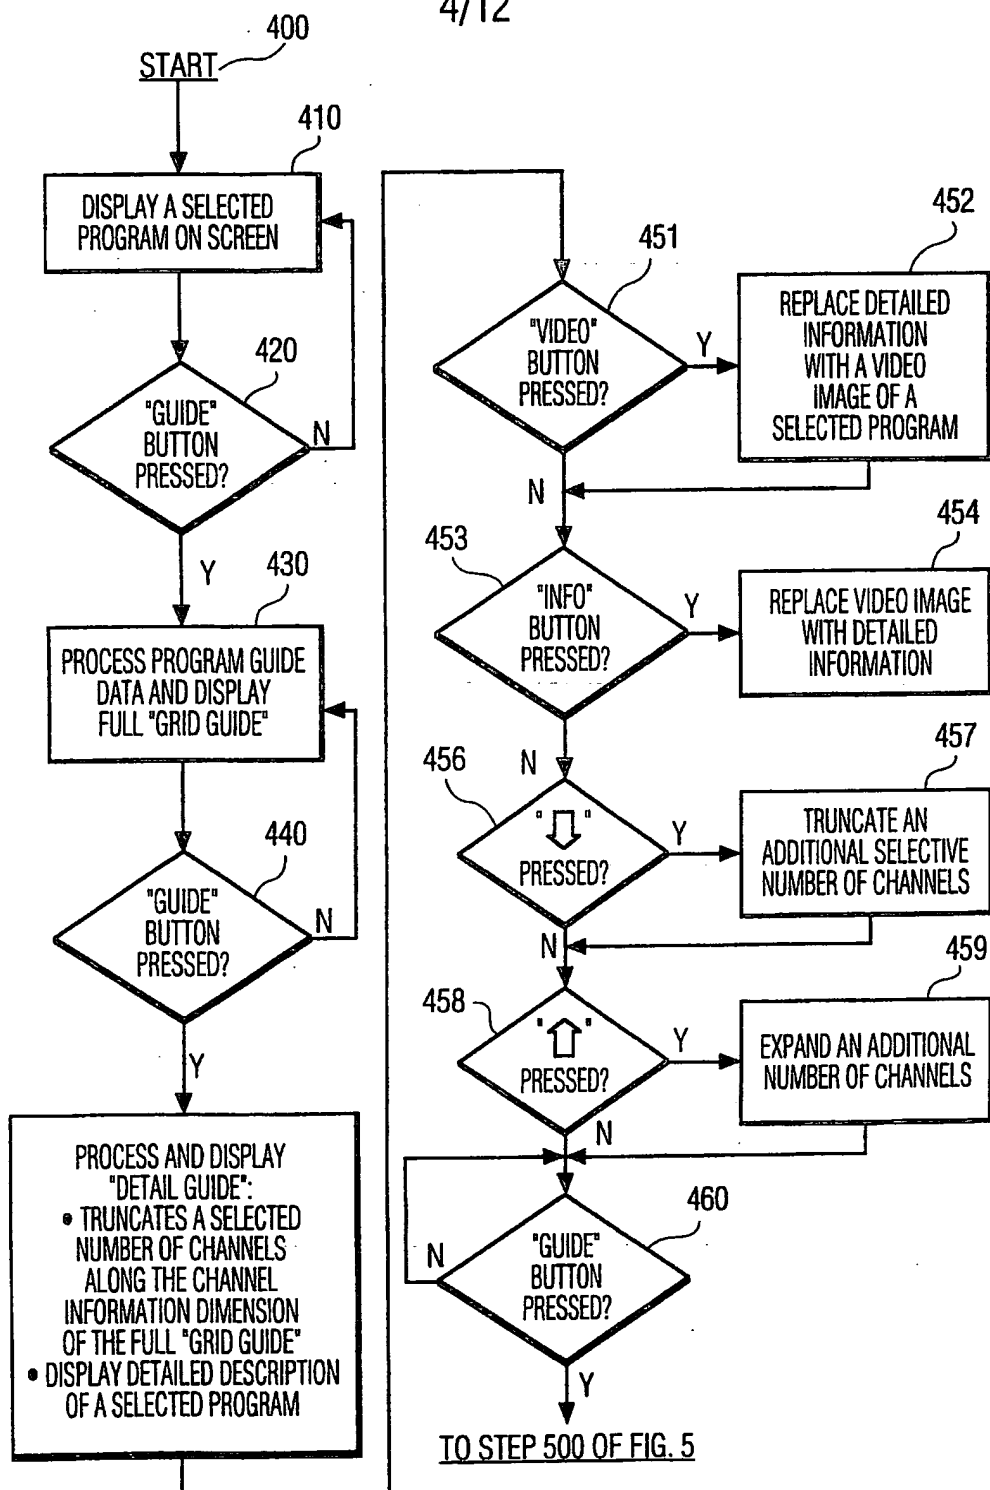 4/12
400
START
410
DISPLAY A SELECTED
PROGRAM ON SCREEN
420
"GUIDE"
BUTTON
PRESSED?
N
Y
430
PROCESS PROGRAM GUIDE
DATA AND DISPLAY
FULL "GRID GUIDE"
440
"GUIDE"
BUTTON
PRESSED?
N
Y
PROCESS AND DISPLAY
"DETAIL GUIDE":
• TRUNCATES A SELECTED
NUMBER OF CHANNELS
ALONG THE CHANNEL
INFORMATION DIMENSION
OF THE FULL "GRID GUIDE"
• DISPLAY DETAILED DESCRIPTION
OF A SELECTED PROGRAM
451
"VIDEO"
BUTTON
PRESSED?
Y
N
452
REPLACE DETAILED
INFORMATION
WITH A VIDEO
IMAGE OF A
SELECTED PROGRAM
453
"INFO"
BUTTON
PRESSED?
Y
N
454
REPLACE VIDEO IMAGE
WITH DETAILED
INFORMATION
456
"⇩"
PRESSED?
Y
N
457
TRUNCATE AN
ADDITIONAL SELECTIVE
NUMBER OF CHANNELS
458
"⇧"
PRESSED?
Y
N
459
EXPAND AN ADDITIONAL
NUMBER OF CHANNELS
460
"GUIDE"
BUTTON
PRESSED?
N
Y
TO STEP 500 OF FIG. 5